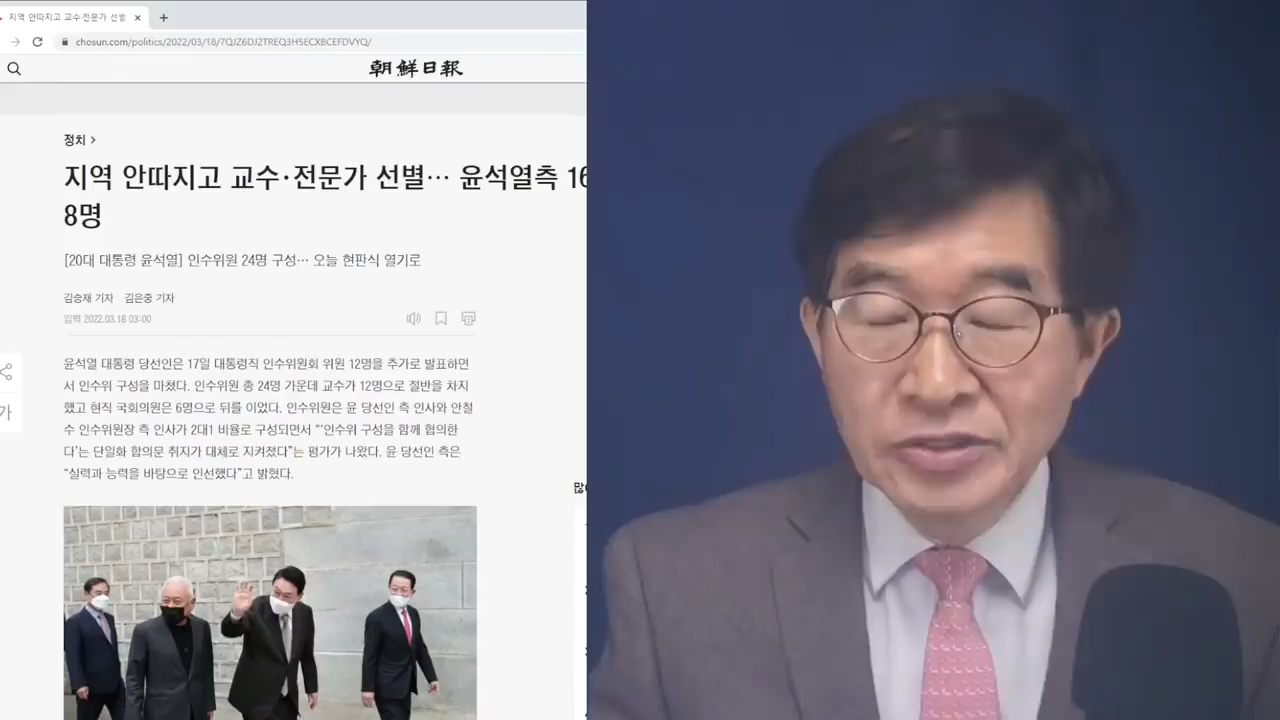 지역 안따지고 교수·전문가 선별
chosun.com/politics/2022/03/18/7QJZ6DJ2TREQ3H5ECXBCEFDVYQ/
朝鮮日報
정치 >
지역 안따지고 교수·전문가 선별… 윤석열측 16
8명
[20대 대통령 윤석열] 인수위원 24명 구성… 오늘 현판식 열기로
김승재 기자 김은중 기자
입력 2022.03.18 03:00
윤석열 대통령 당선인은 17일 대통령직 인수위원회 위원 12명을 추가로 발표하면
서 인수위 구성을 마쳤다. 인수위원 총 24명 가운데 교수가 12명으로 절반을 차지
했고 현직 국회의원은 6명으로 뒤를 이었다. 인수위원은 윤 당선인 측 인사와 안철
수 인수위원장 측 인사가 2대1 비율로 구성되면서 “‘인수위 구성을 함께 협의한
다’는 단일화 합의문 취지가 대체로 지켜졌다”는 평가가 나왔다. 윤 당선인 측은
“실력과 능력을 바탕으로 인선했다”고 밝혔다.
가
많